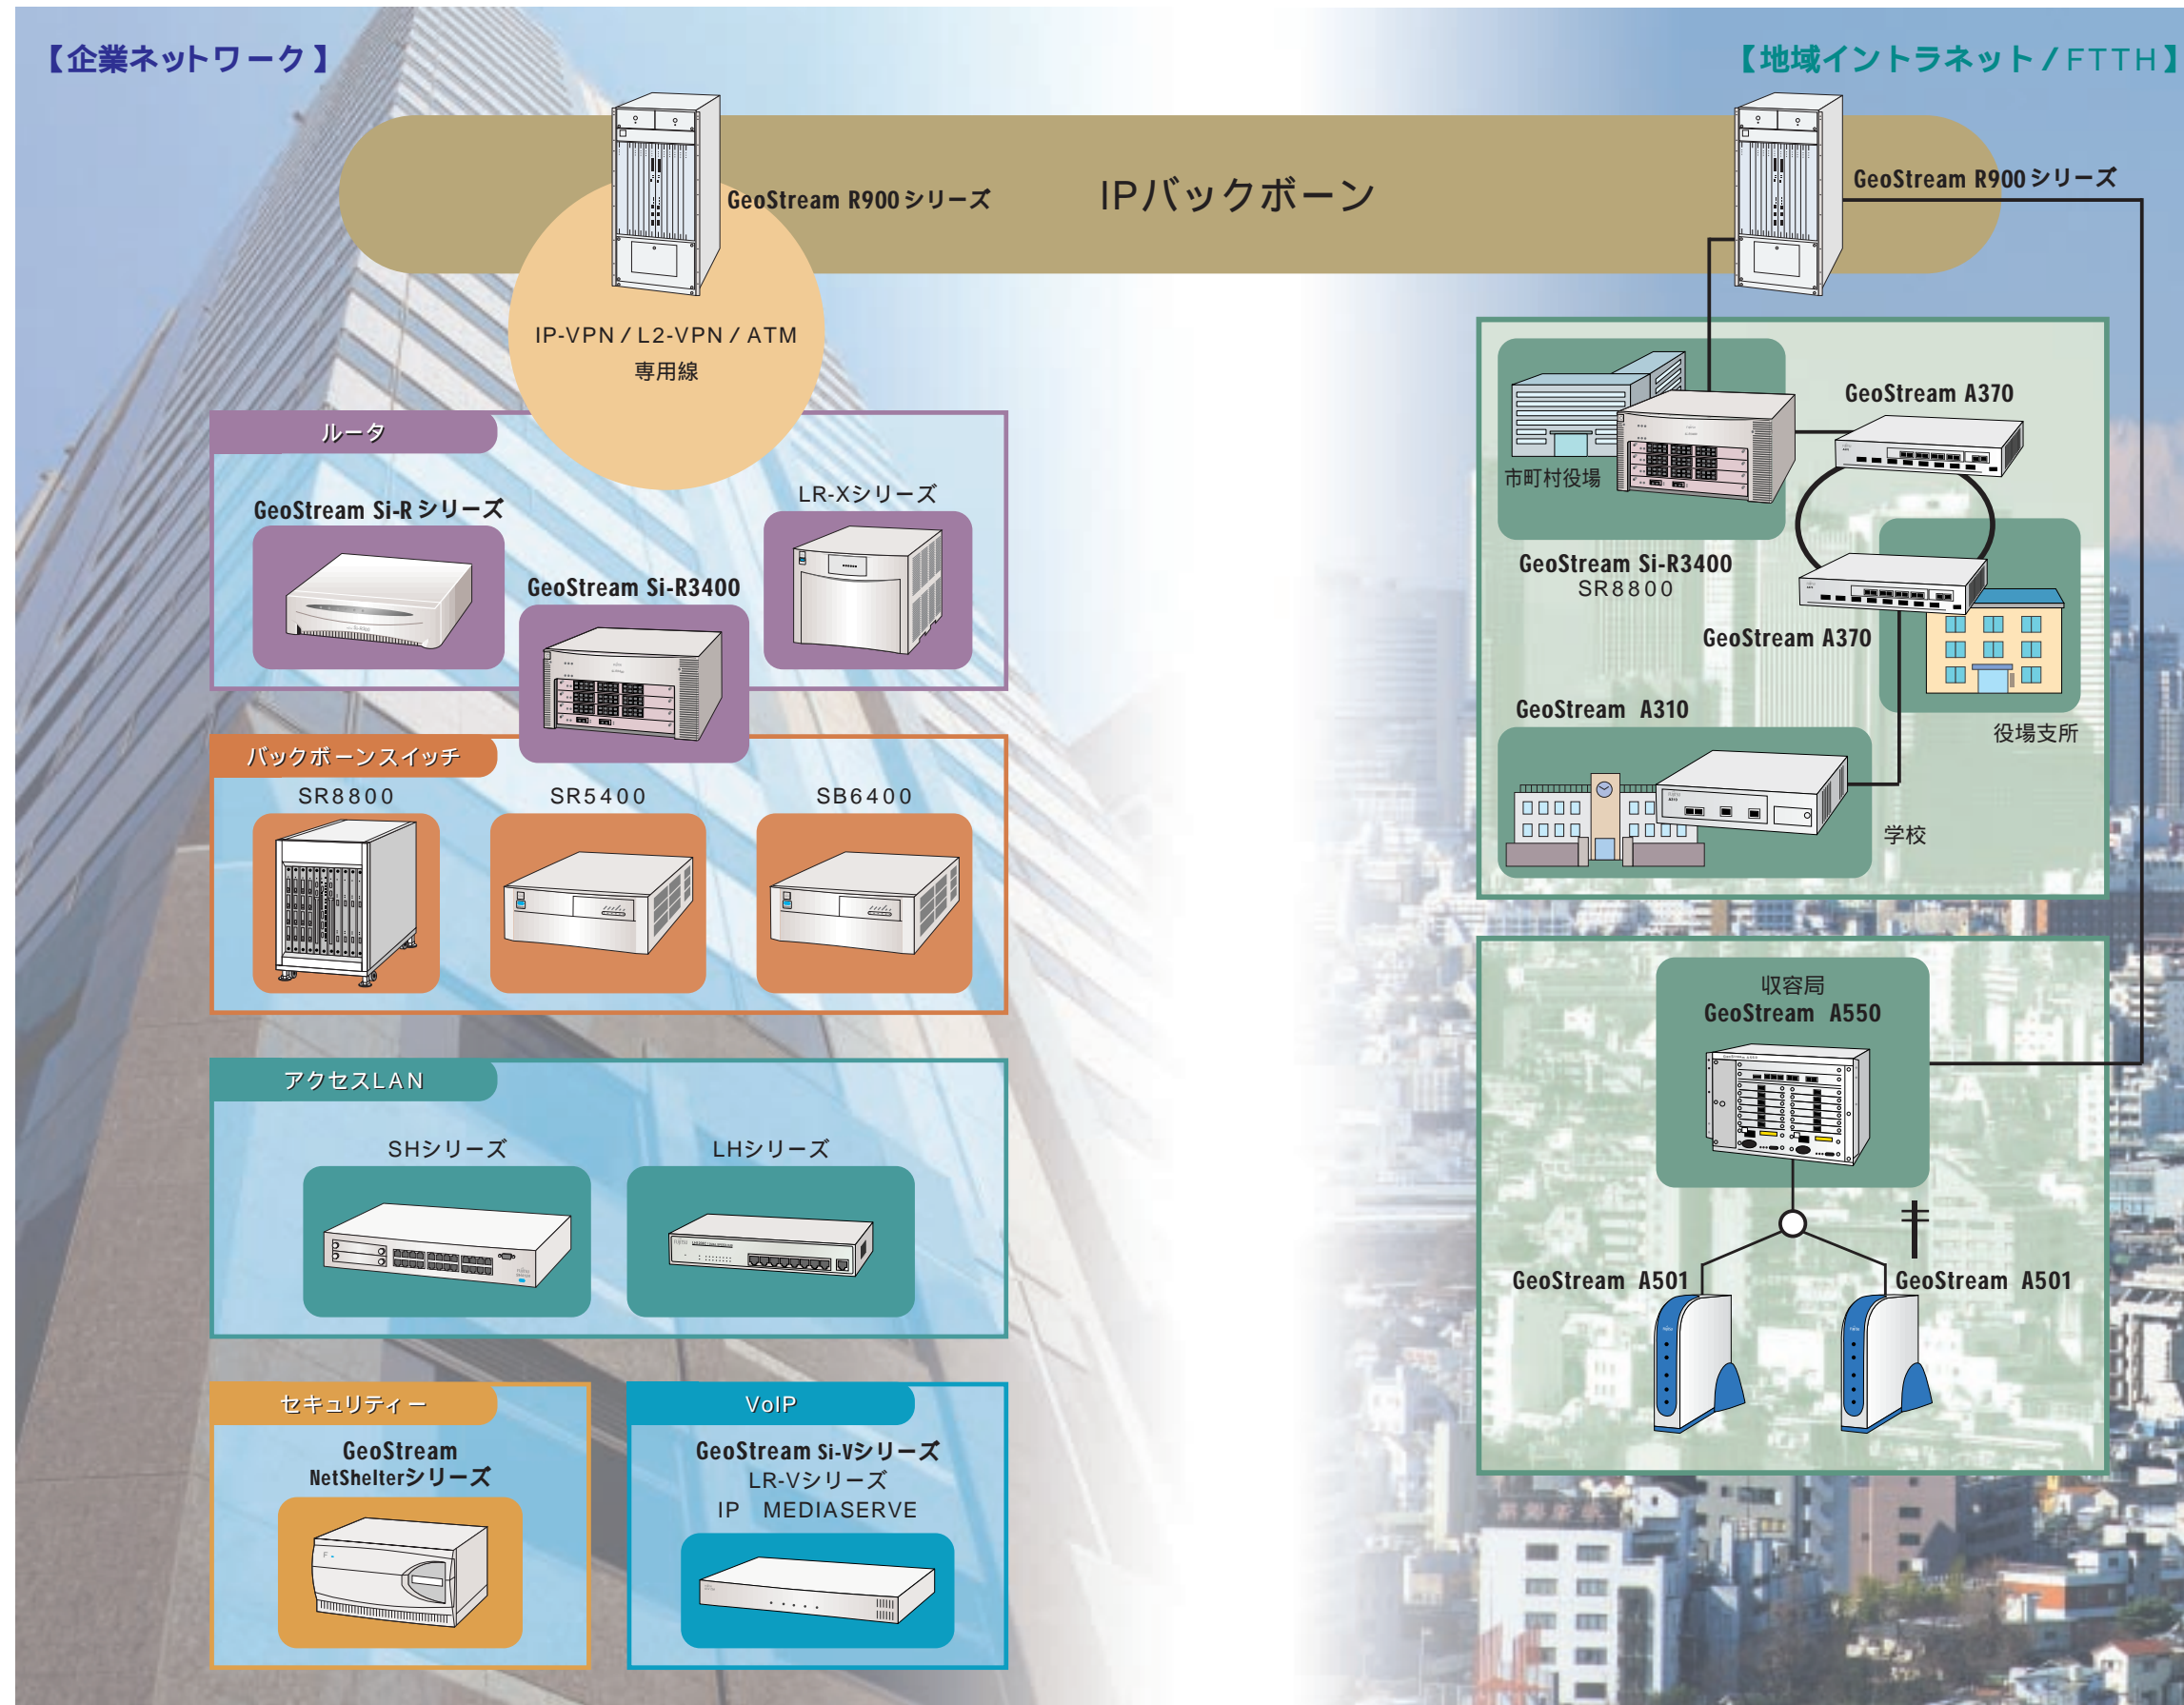 【企業ネットワーク】
【地域イントラネット/FTTH】
GeoStream R900シリーズ
IPバックボーン
GeoStream R900シリーズ
IP-VPN/L2-VPN/ATM
専用線
ルータ
GeoStream Si-Rシリーズ
GeoStream Si-R3400
LR-Xシリーズ
バックボーンスイッチ
SR8800
SR5400
SB6400
アクセスLAN
SHシリーズ
LHシリーズ
セキュリティー
GeoStream
NetShelterシリーズ
VoIP
GeoStream Si-Vシリーズ
LR-Vシリーズ
IP MEDIASERVE
市町村役場
GeoStream Si-R3400
SR8800
GeoStream A370
GeoStream A370
役場支所
GeoStream A310
学校
収容局
GeoStream A550
GeoStream A501
GeoStream A501